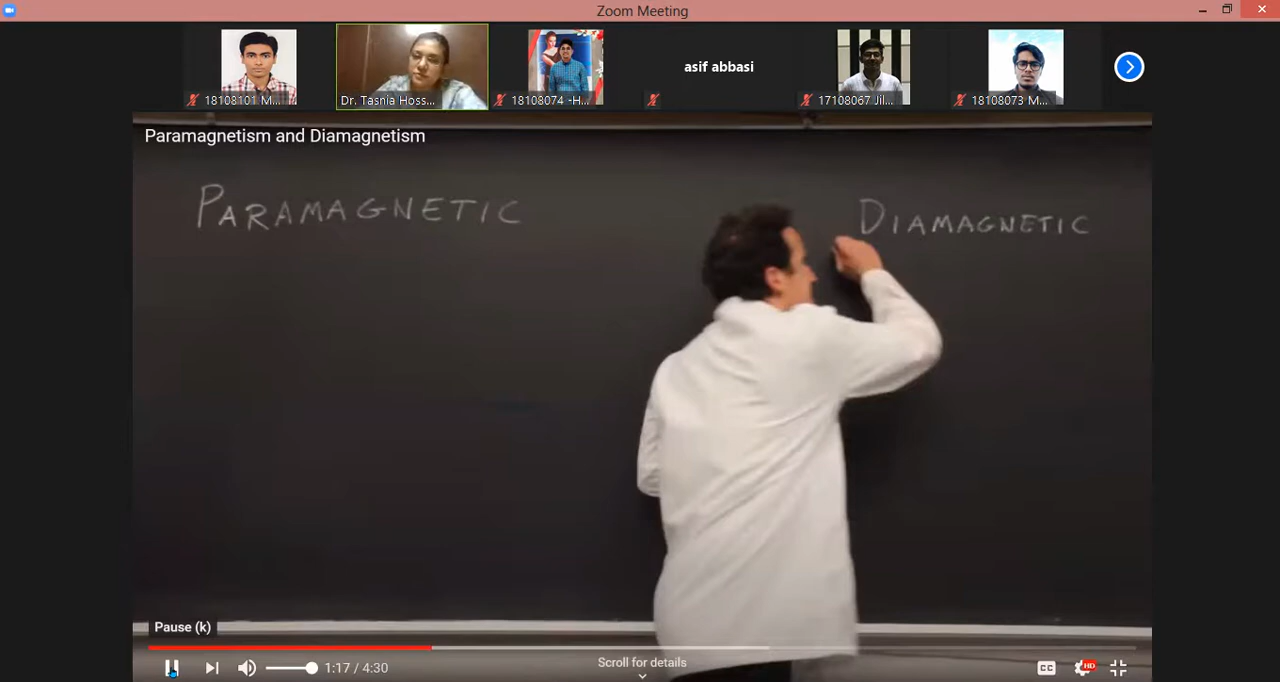 Zoom Meeting
asif abbasi
18108101 M...
Dr. Tasnia Hoss...
18108074 -H...
17108067 Jil...
18108073 M...
Paramagnetism and Diamagnetism
PARAMAGNETIC
DIAMAGNETIC
Pause (k)
1:17 / 4:30
Scroll for details
CC
HD